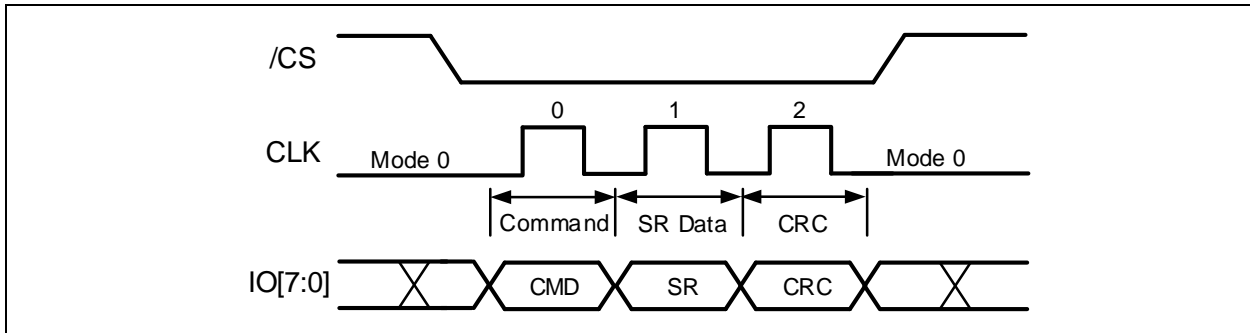 /CS
0 1 2
CLK Mode 0 Mode 0
Command SR Data CRC
IO[7:0] CMD SR CRC